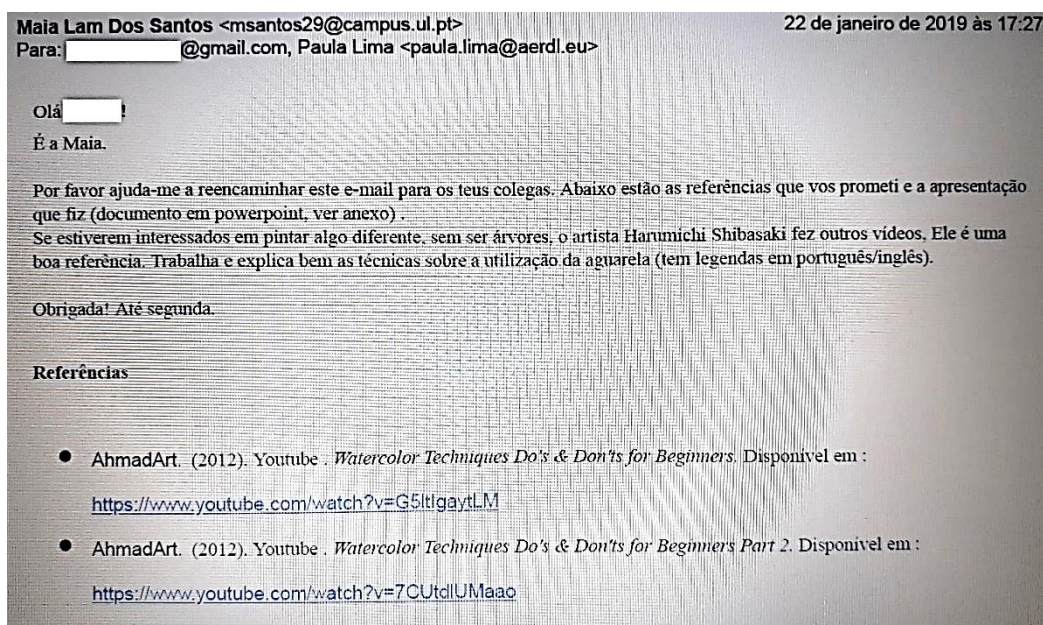 Maia Lam Dos Santos <msantos29@campus.ul.pt>
22 de janeiro de 2019 às 17:27
Para: @gmail.com, Paula Lima <paula.lima@aerdl.eu>
Olá !
É a Maia.
Por favor ajuda-me a reencaminhar este e-mail para os teus colegas. Abaixo estão as referências que vos prometi e a apresentação
que fiz (documento em powerpoint, ver anexo) .
Se estiverem interessados em pintar algo diferente, sem ser árvores, o artista Harumichi Shibasaki fez outros vídeos, Ele é uma
boa referência. Trabalha e explica bem as técnicas sobre a utilização da aguarela (tem legendas em português/inglês).
Obrigada! Até segunda.
Referências
● AhmadArt. (2012). Youtube . Watercolor Techniques Do's & Don'ts for Beginners. Disponível em :
https://www.youtube.com/watch?v=G5ltIgaytLM
● AhmadArt. (2012). Youtube . Watercolor Techniques Do's & Don'ts for Beginners Part 2. Disponível em :
https://www.youtube.com/watch?v=7CUtdlUMaao